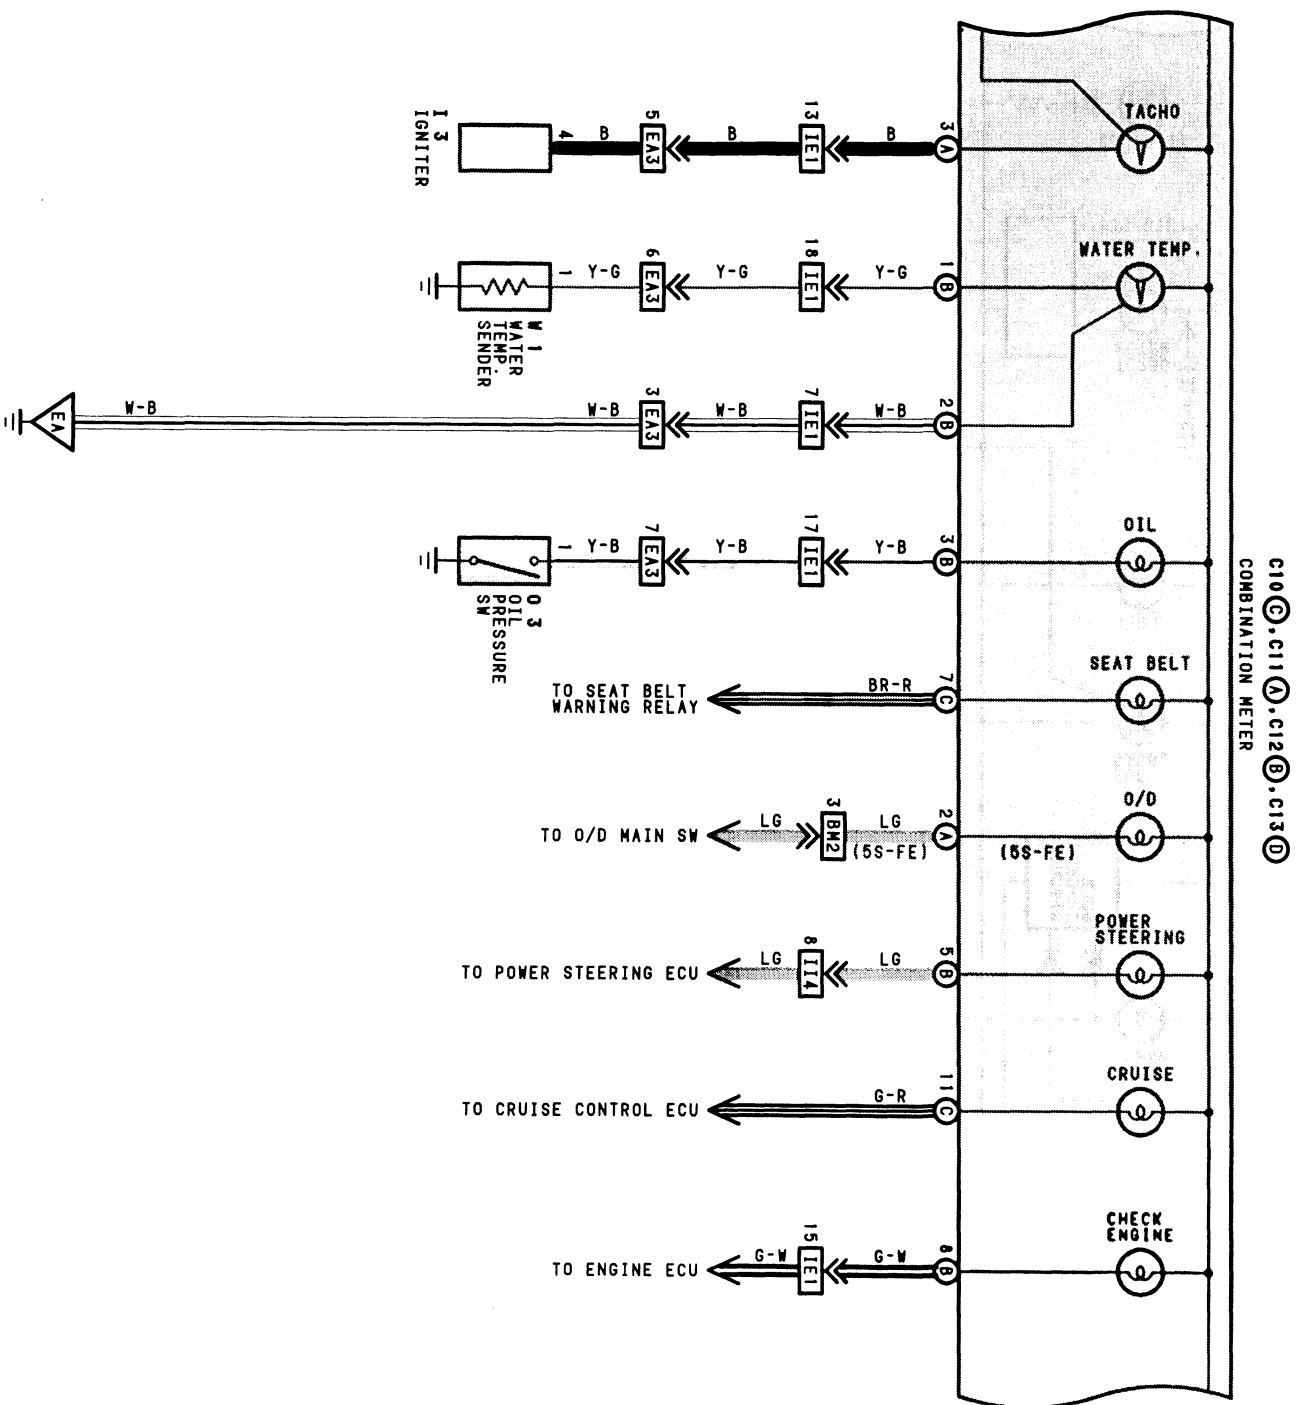 TACHO
I 3
IGNITER
4
B
5
EA3
B
13
IE1
B
3
A
WATER TEMP.
1
Y-G
6
EA3
Y-G
18
IE1
Y-G
1
B
W 1
WATER
TEMP.
SENDER
EA
W-B
W-B
3
EA3
W-B
7
IE1
W-B
2
B
OIL
1
Y-B
7
EA3
Y-B
17
IE1
Y-B
3
B
O 3
OIL
PRESSURE
SW
C10 C, C11 A, C12 B, C13 D
COMBINATION METER
SEAT BELT
TO SEAT BELT
WARNING RELAY
BR-R
7
C
O/D
TO O/D MAIN SW
LG
3
BM2
LG
(5S-FE)
2
A
(5S-FE)
POWER
STEERING
TO POWER STEERING ECU
LG
8
II4
LG
5
B
CRUISE
TO CRUISE CONTROL ECU
G-R
11
C
CHECK
ENGINE
TO ENGINE ECU
G-W
15
IE1
G-W
8
B